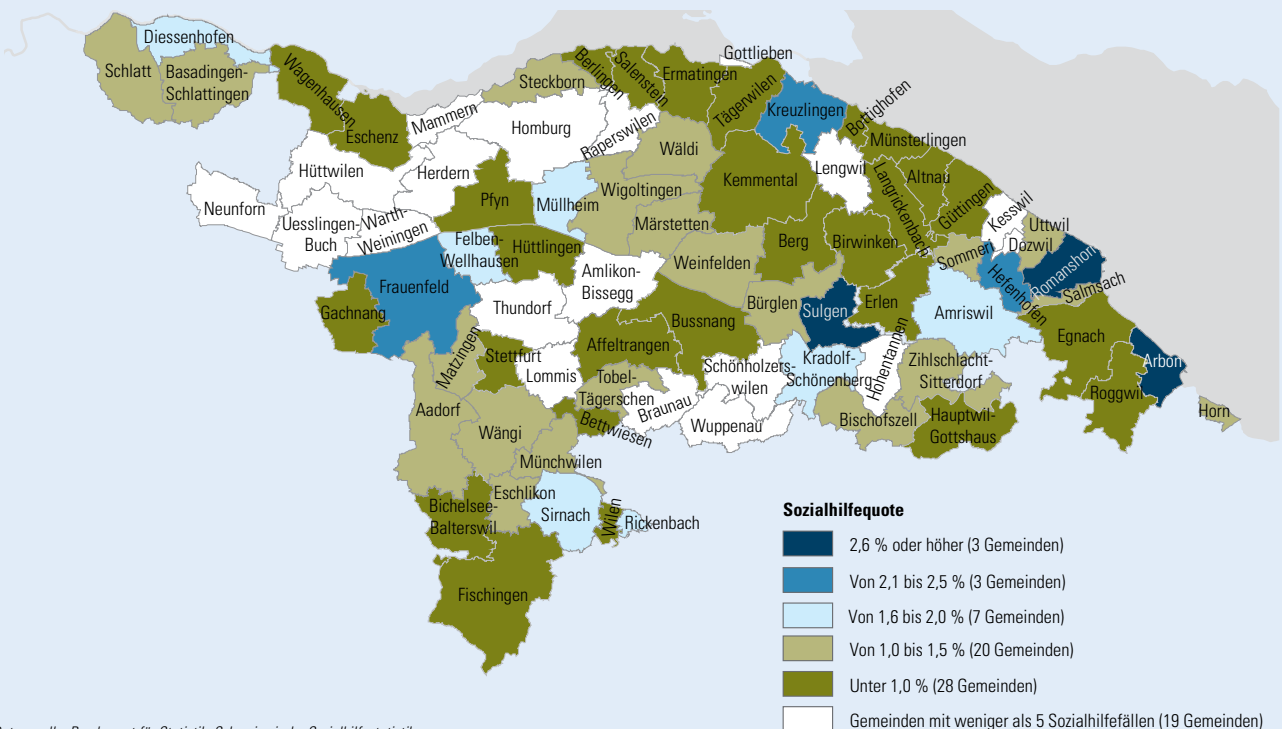 Diessenhofen
Schlatt
Basadingen-
Schlattingen
Wagenhausen
Eschenz
Mammern
Steckborn
Berlingen
Salenstein
Ermatingen
Gottlieben
Tägerwilen
Kreuzlingen
Bottighofen
Münsterlingen
Homburg
Raperswilen
Wäldi
Lengwil
Langrickenbach
Altnau
Güttingen
Kesswil
Uttwil
Dozwil
Romanshorn
Salmsach
Hüttwilen
Herdern
Neunforn
Uesslingen-
Buch
Warth-
Weiningen
Pfyn
Müllheim
Wigoltingen
Märstetten
Kemmental
Felben-
Wellhausen
Hüttlingen
Weinfelden
Berg
Birwinken
Sommeri
Hefenhofen
Frauenfeld
Gachnang
Thundorf
Amlikon-
Bissegg
Bürglen
Sulgen
Erlen
Amriswil
Egnach
Arbon
Roggwil
Horn
Matzingen
Stettfurt
Lommis
Affeltrangen
Bussnang
Schönholzers-
wilen
Kradolf-
Schönenberg
Hohentannen
Zihlschlacht-
Sitterdorf
Bischofszell
Hauptwil-
Gottshaus
Aadorf
Wängi
Tobel-
Tägerschen
Braunau
Wuppenau
Bettwiesen
Münchwilen
Eschlikon
Sirnach
Wilen
Rickenbach
Bichelsee-
Balterswil
Fischingen
Sozialhilfequote
2,6 % oder höher (3 Gemeinden)
Von 2,1 bis 2,5 % (3 Gemeinden)
Von 1,6 bis 2,0 % (7 Gemeinden)
Von 1,0 bis 1,5 % (20 Gemeinden)
Unter 1,0 % (28 Gemeinden)
Gemeinden mit weniger als 5 Sozialhilfefällen (19 Gemeinden)